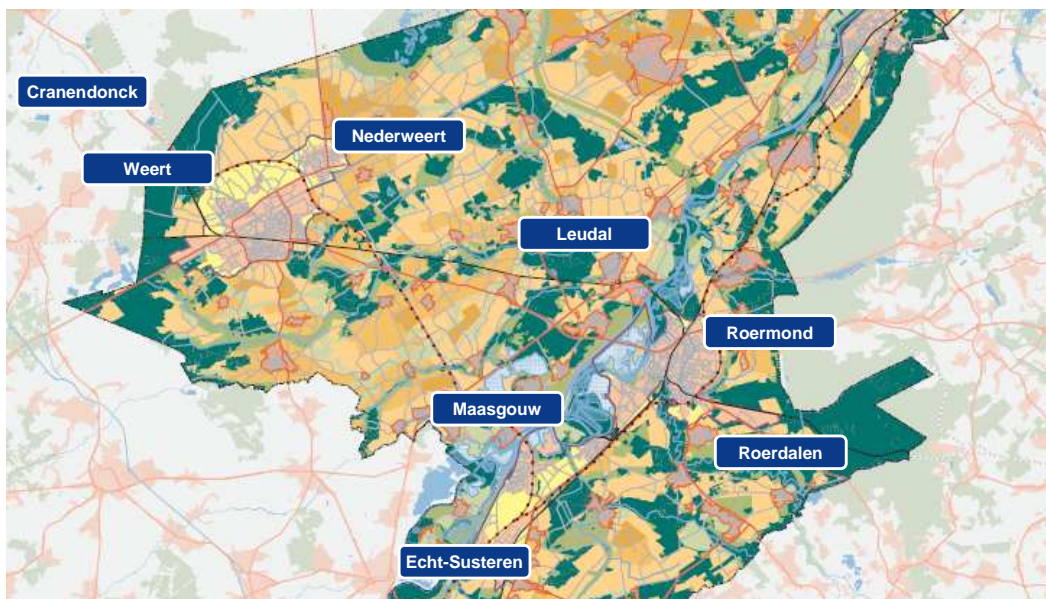 Cranendonck
Nederweert
Weert
Leudal
Roermond
Maasgouw
Roerdalen
Echt-Susteren